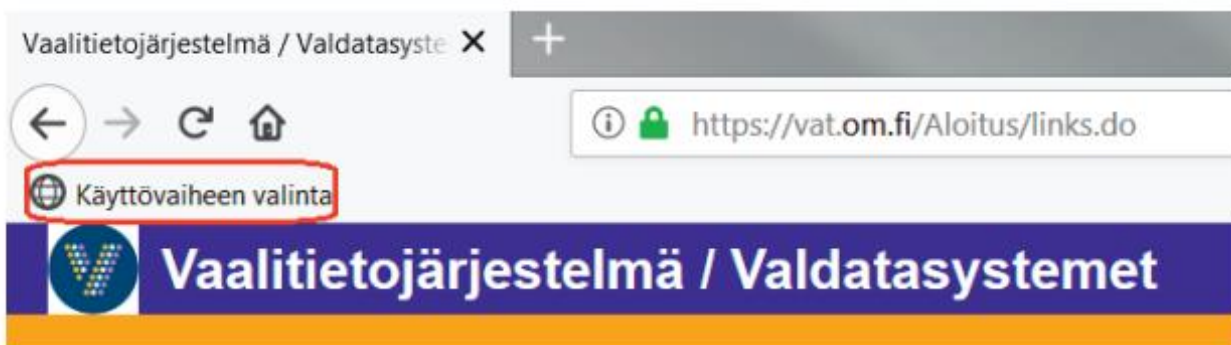 Vaalitietojärjestelmä / Valdatasyste
https://vat.om.fi/Aloitus/links.do
Käyttövaiheen valinta
Vaalitietojärjestelmä / Valdatasystemet